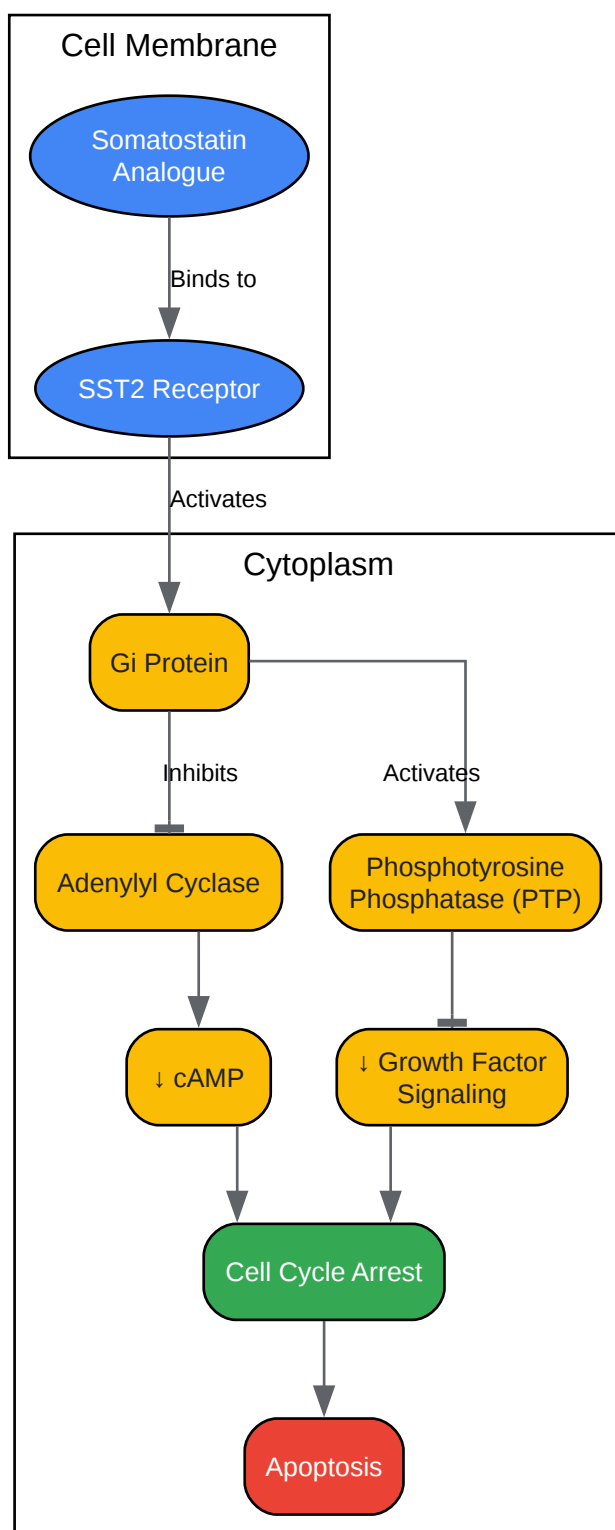 Cell Membrane
Somatostatin
Analogue
Binds to
SST2 Receptor
Activates
Cytoplasm
Gi Protein
Inhibits
Activates
Adenylyl Cyclase
Phosphotyrosine
Phosphatase (PTP)
↓ cAMP
↓ Growth Factor
Signaling
Cell Cycle Arrest
Apoptosis